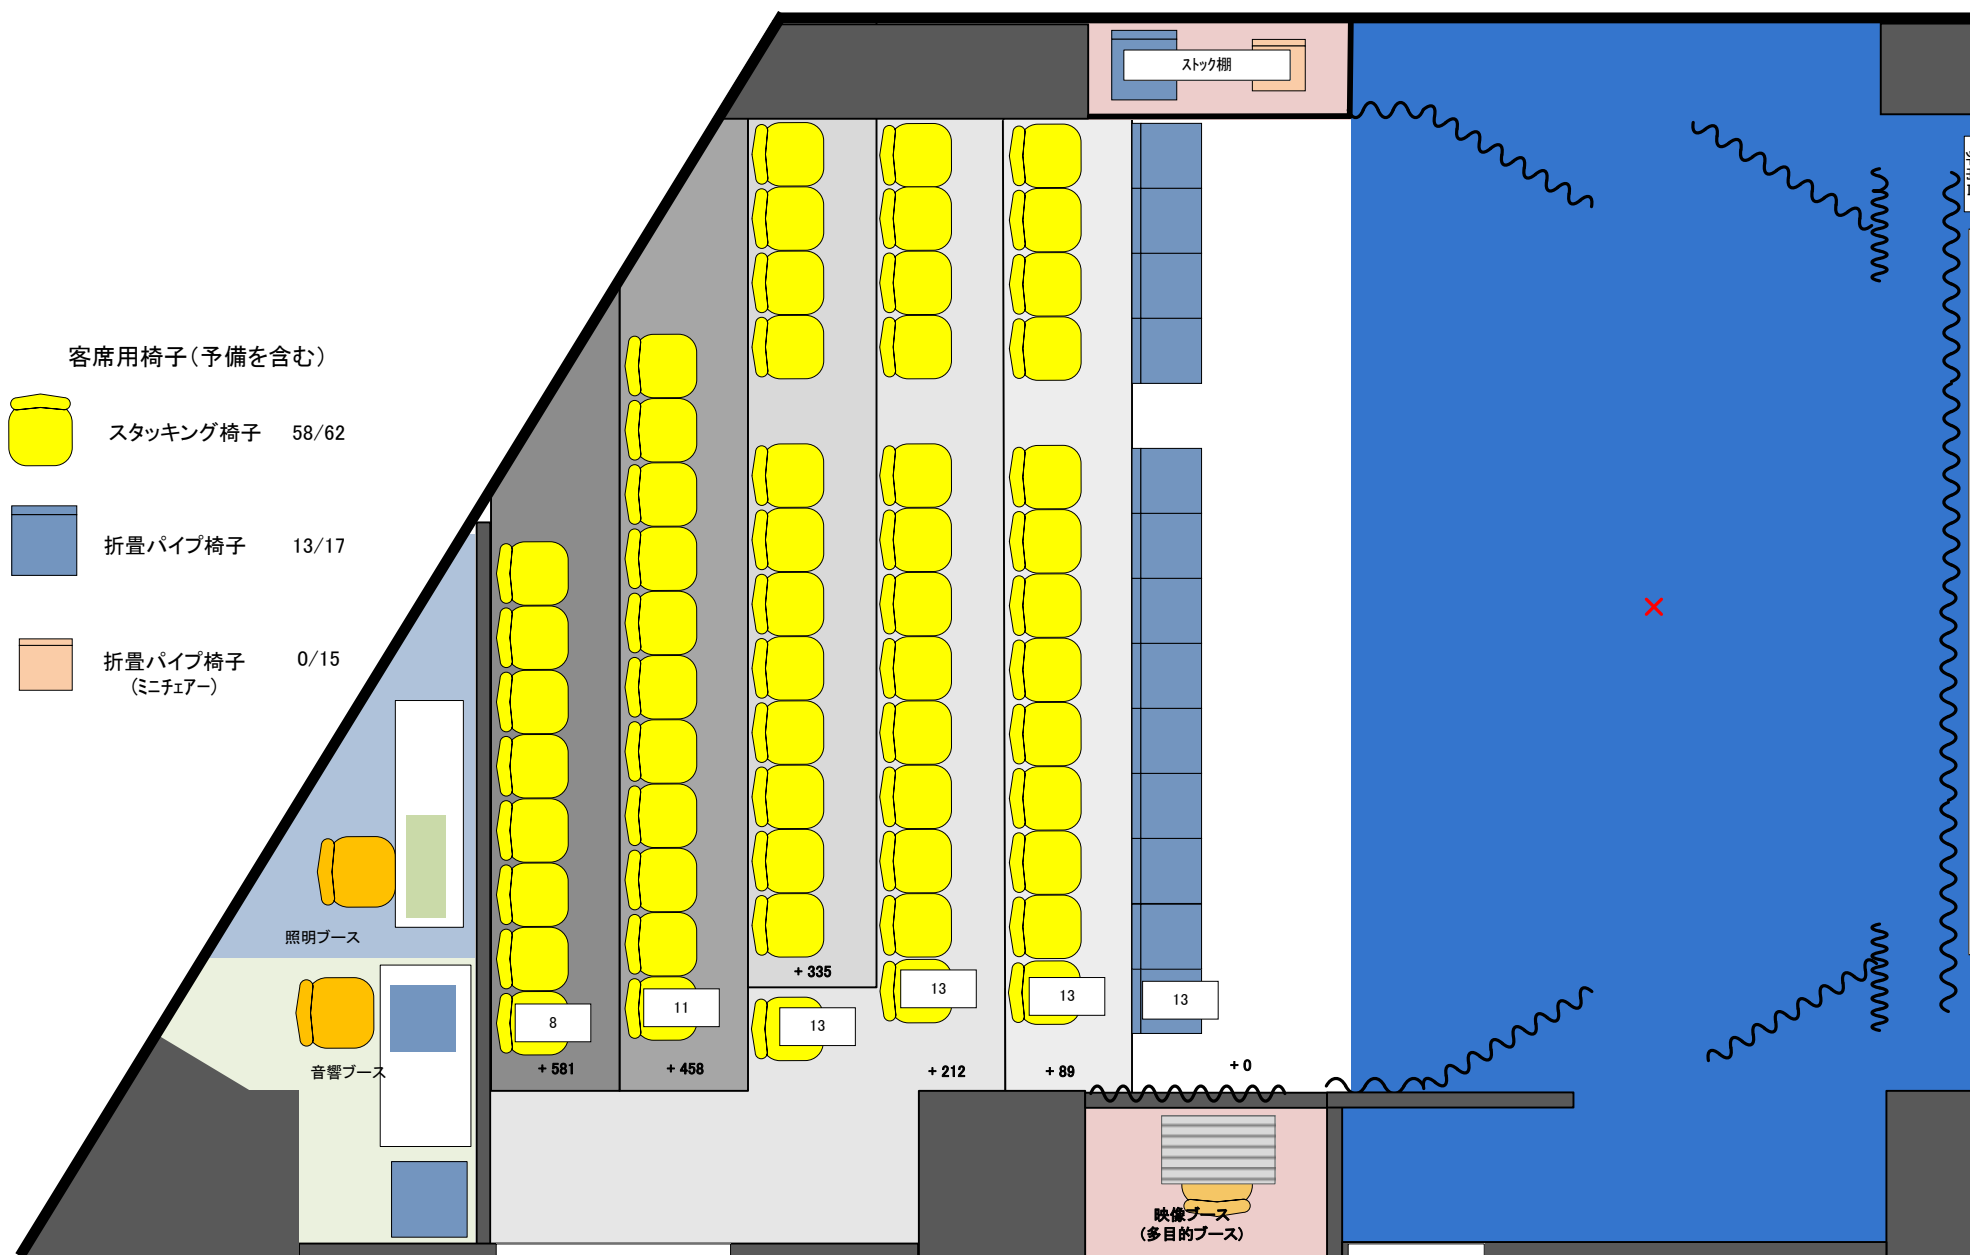 ストック棚
客席用椅子(予備を含む)
スタッキング椅子 58/62
折畳パイプ椅子 13/17
折畳パイプ椅子 0/15
(ミニチェアー)
照明ブース
音響ブース
+ 335
8
11
13
13
13
13
+ 581
+ 458
+ 212
+ 89
+ 0
映像ブース
(多目的ブース)